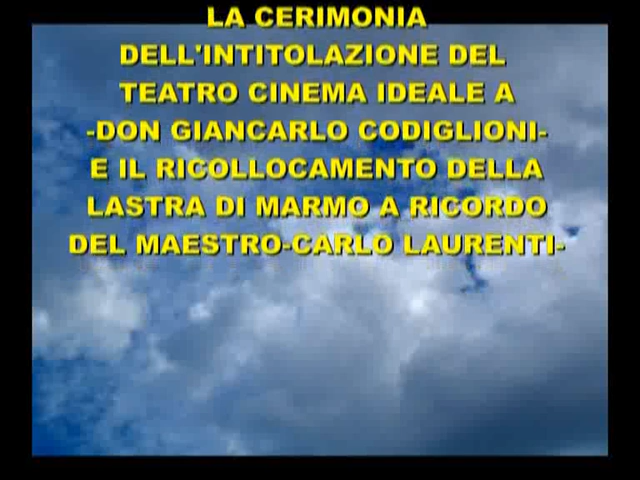 LA CERIMONIA
DELL'INTITOLAZIONE DEL
TEATRO CINEMA IDEALE A
-DON GIANCARLO CODIGLIONI-
E IL RICOLLOCAMENTO DELLA
LASTRA DI MARMO A RICORDO
DEL MAESTRO-CARLO LAURENTI-